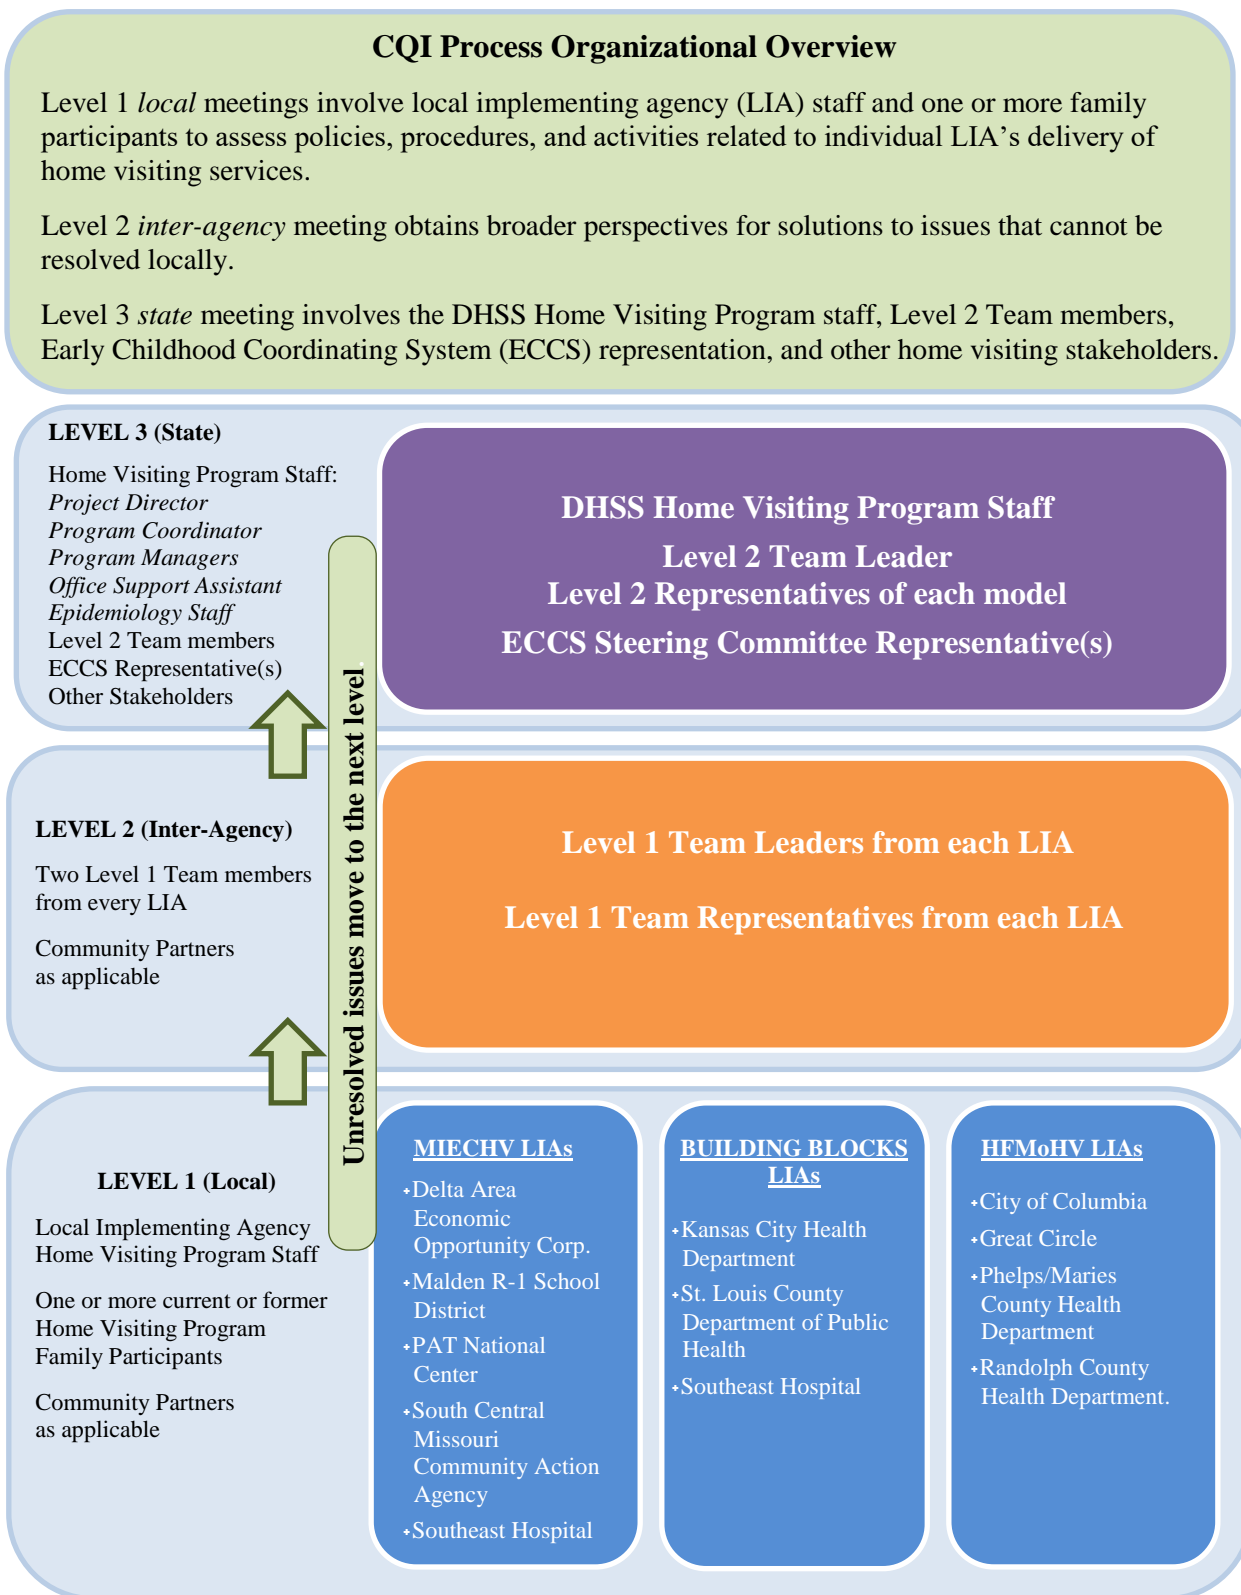 CQI Process Organizational Overview
Level 1 local meetings involve local implementing agency (LIA) staff and one or more family
participants to assess policies, procedures, and activities related to individual LIA’s delivery of
home visiting services.
Level 2 inter-agency meeting obtains broader perspectives for solutions to issues that cannot be
resolved locally.
Level 3 state meeting involves the DHSS Home Visiting Program staff, Level 2 Team members,
Early Childhood Coordinating System (ECCS) representation, and other home visiting stakeholders.
LEVEL 3 (State)
Home Visiting Program Staff:
Project Director
Program Coordinator
Program Managers
Office Support Assistant
Epidemiology Staff
Level 2 Team members
ECCS Representative(s)
Other Stakeholders
DHSS Home Visiting Program Staff
Level 2 Team Leader
Level 2 Representatives of each model
ECCS Steering Committee Representative(s)
Unresolved issues move to the next level.
LEVEL 2 (Inter-Agency)
Two Level 1 Team members
from every LIA
Community Partners
as applicable
Level 1 Team Leaders from each LIA
Level 1 Team Representatives from each LIA
LEVEL 1 (Local)
Local Implementing Agency
Home Visiting Program Staff
One or more current or former
Home Visiting Program
Family Participants
Community Partners
as applicable
MIECHV LIAs
•Delta Area
Economic
Opportunity Corp.
•Malden R-1 School
District
•PAT National
Center
•South Central
Missouri
Community Action
Agency
•Southeast Hospital
BUILDING BLOCKS
LIAs
•Kansas City Health
Department
•St. Louis County
Department of Public
Health
•Southeast Hospital
HFMoHV LIAs
•City of Columbia
•Great Circle
•Phelps/Maries
County Health
Department
•Randolph County
Health Department.